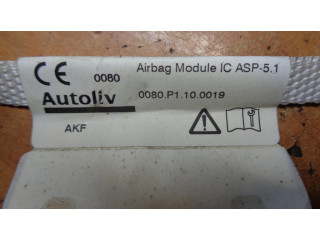 CE 0080 Airbag Module IC ASP-5.1
Autoliv 0080.P1.10.0019
AKF